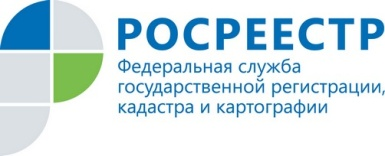 РОСРЕЕСТР
Федеральная служба
государственной регистрации,
кадастра и картографии